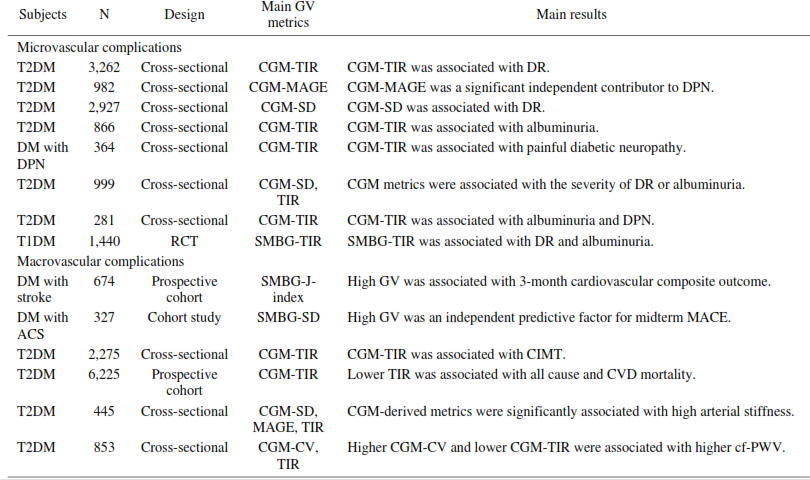 Subjects N Design Main GV metrics Main results
Microvascular complications
T2DM 3,262 Cross-sectional CGM-TIR CGM-TIR was associated with DR.
T2DM 982 Cross-sectional CGM-MAGE CGM-MAGE was a significant independent contributor to DPN.
T2DM 2,927 Cross-sectional CGM-SD CGM-SD was associated with DR.
T2DM 866 Cross-sectional CGM-TIR CGM-TIR was associated with albuminuria.
DM with DPN 364 Cross-sectional CGM-TIR CGM-TIR was associated with painful diabetic neuropathy.
T2DM 999 Cross-sectional CGM-SD, TIR CGM metrics were associated with the severity of DR or albuminuria.
T2DM 281 Cross-sectional CGM-TIR CGM-TIR was associated with albuminuria and DPN.
T1DM 1,440 RCT SMBG-TIR SMBG-TIR was associated with DR and albuminuria.
Macrovascular complications
DM with stroke 674 Prospective cohort SMBG-J-index High GV was associated with 3-month cardiovascular composite outcome.
DM with ACS 327 Cohort study SMBG-SD High GV was an independent predictive factor for midterm MACE.
T2DM 2,275 Cross-sectional CGM-TIR CGM-TIR was associated with CIMT.
T2DM 6,225 Prospective cohort CGM-TIR Lower TIR was associated with all cause and CVD mortality.
T2DM 445 Cross-sectional CGM-SD, MAGE, TIR CGM-derived metrics were significantly associated with high arterial stiffness.
T2DM 853 Cross-sectional CGM-CV, TIR Higher CGM-CV and lower CGM-TIR were associated with higher cf-PWV.